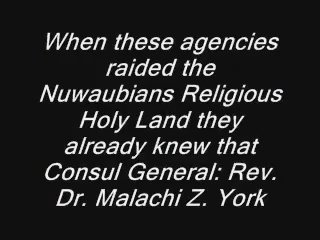 When these agencies
raided the
Nuwaubians Religious
Holy Land they
already knew that
Consul General: Rev.
Dr. Malachi Z. York